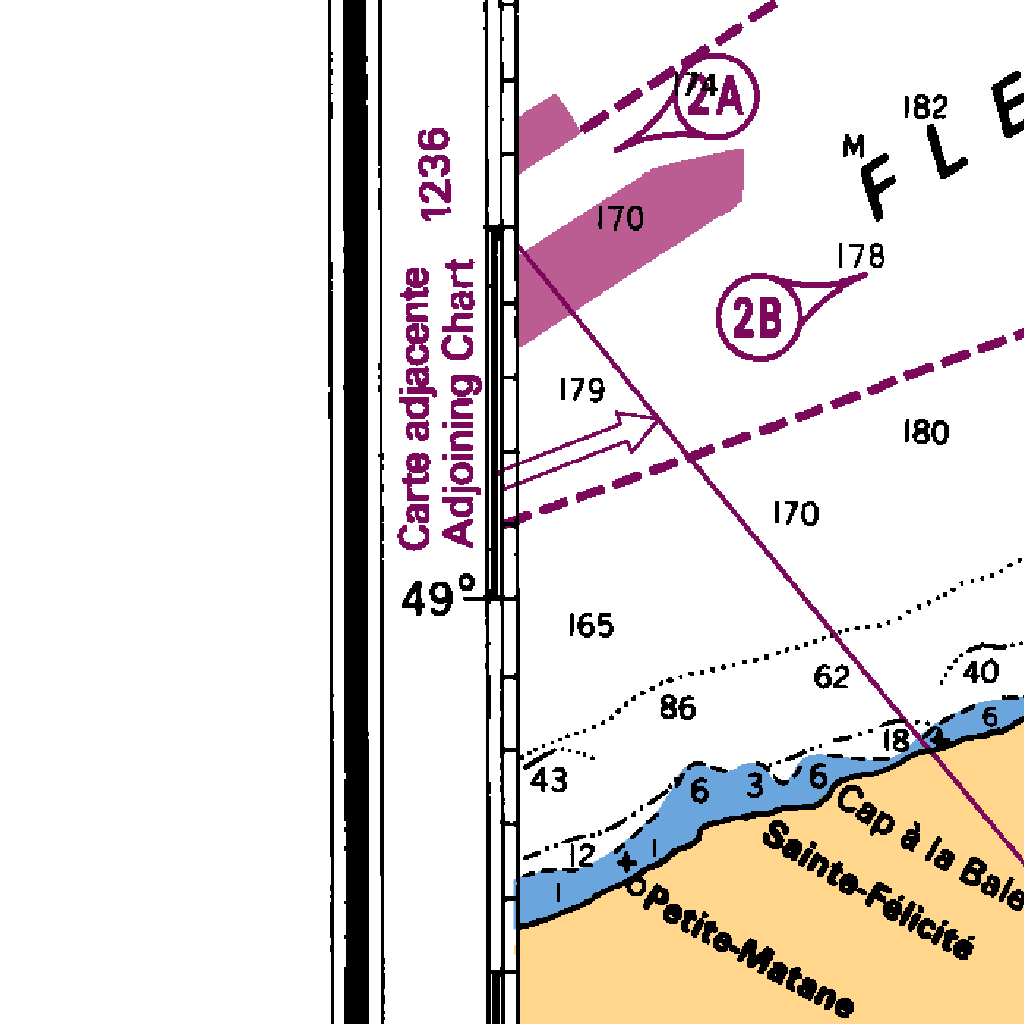 174
2A
182
M
F L E
170
178
2B
Carte adjacente 1236
Adjoining Chart
179
180
170
49°
165
62
40
86
6
18
43
6
3
6
12
1
1
Cap à la Bale
Sainte-Félicité
Petite-Matane